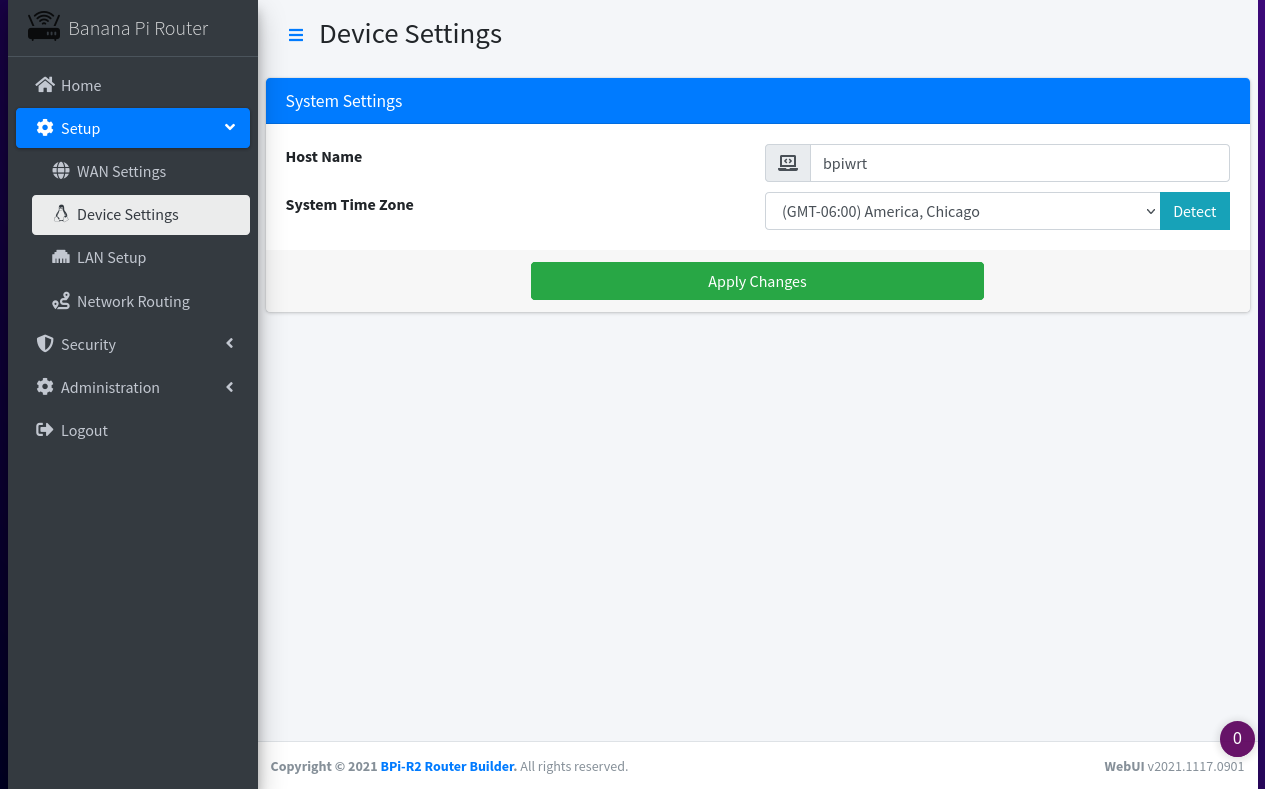 Banana Pi Router
Device Settings
Home
Setup
WAN Settings
Device Settings
LAN Setup
Network Routing
Security
Administration
Logout
System Settings
Host Name
bpiwrt
System Time Zone
(GMT-06:00) America, Chicago
Detect
Apply Changes
0
Copyright © 2021 BPi-R2 Router Builder. All rights reserved.
WebUI v2021.1117.0901